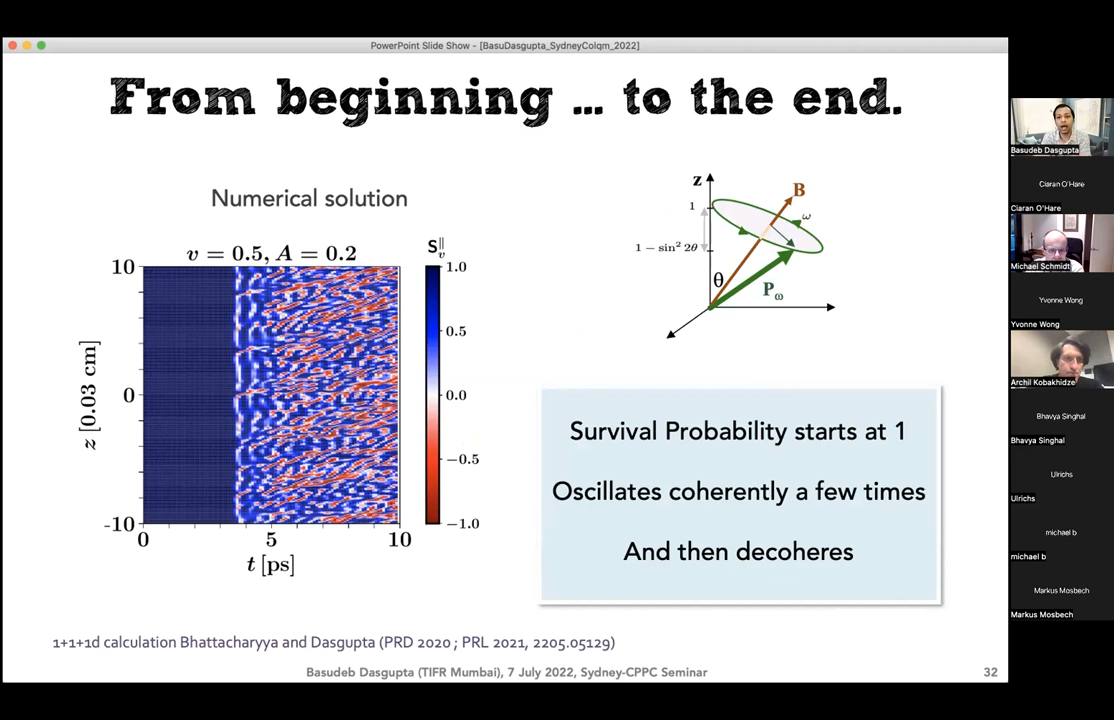 PowerPoint Slide Show - [BasuDasgupta_SydneyColqm_2022]
From beginning ... to the end.
Numerical solution
v = 0.5, A = 0.2
S∥v
10
0
-10
z [0.03 cm]
0
5
10
t [ps]
1.0
0.5
0.0
−0.5
−1.0
z
B
1
ω
1 − sin² 2θ
θ
Pω
Survival Probability starts at 1
Oscillates coherently a few times
And then decoheres
1+1+1d calculation Bhattacharyya and Dasgupta (PRD 2020 ; PRL 2021, 2205.05129)
Basudeb Dasgupta (TIFR Mumbai), 7 July 2022, Sydney-CPPC Seminar
32
Basudeb Dasgupta
Ciaran O'Hare
Ciaran O'Hare
Michael Schmidt
Yvonne Wong
Yvonne Wong
Archil Kobakhidze
Bhavya Singhal
Bhavya Singhal
Ulrichs
Ulrichs
michael b
michael b
Markus Mosbech
Markus Mosbech